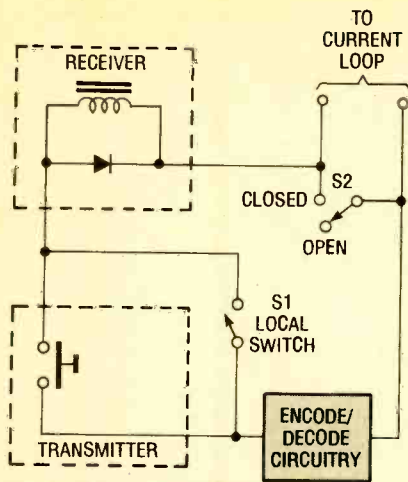 TO
CURRENT
LOOP
RECEIVER
S2
CLOSED
OPEN
S1
LOCAL
SWITCH
TRANSMITTER
ENCODE/
DECODE
CIRCUITRY